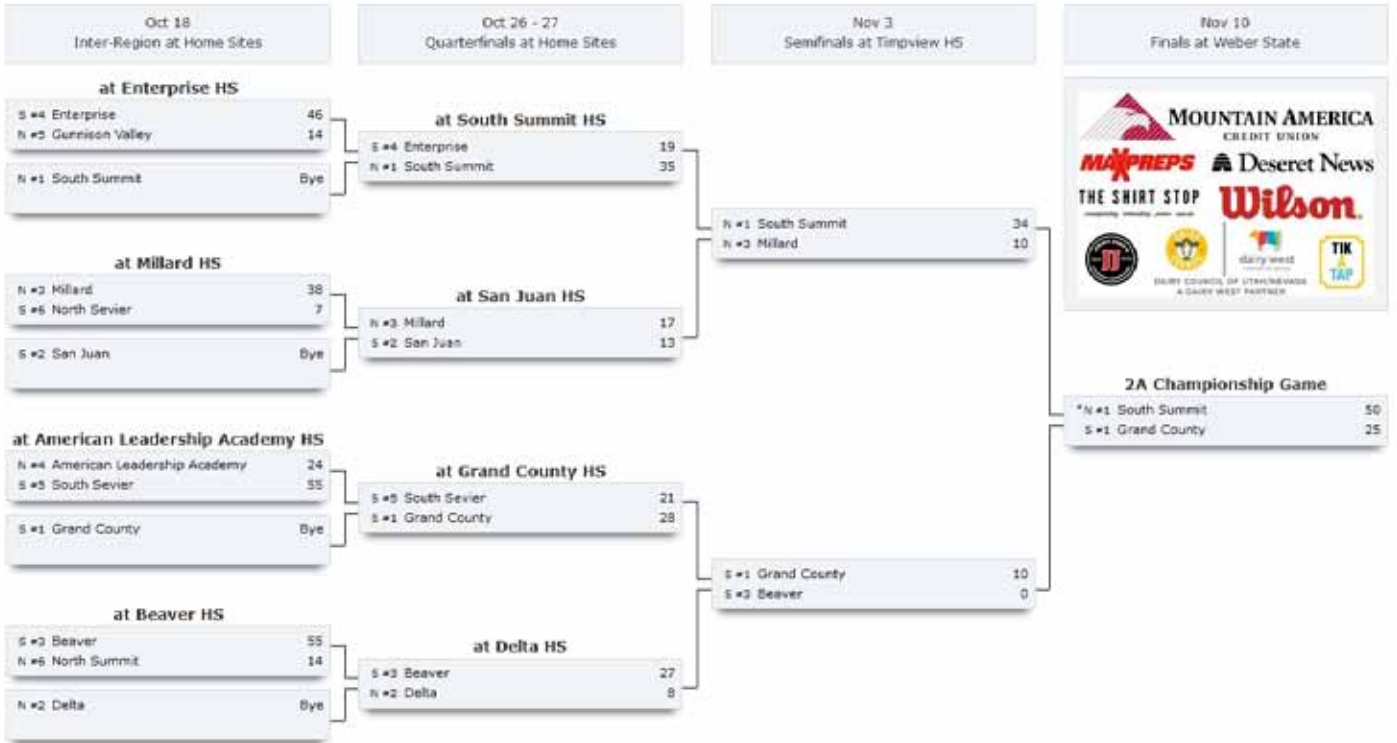 Oct 18
Inter-Region at Home Sites
Oct 26 - 27
Quarterfinals at Home Sites
Nov 3
Semifinals at Timpview HS
Nov 10
Finals at Weber State
at Enterprise HS
S #4 Enterprise 46
N #5 Gunnison Valley 14
N #1 South Summit Bye
at Millard HS
N #3 Millard 38
S #6 North Sevier 7
S #2 San Juan Bye
at American Leadership Academy HS
N #4 American Leadership Academy 24
S #5 South Sevier 55
S #1 Grand County Bye
at Beaver HS
S #3 Beaver 55
N #6 North Summit 14
N #2 Delta Bye
at South Summit HS
S #4 Enterprise 19
N #1 South Summit 35
at San Juan HS
N #3 Millard 17
S #2 San Juan 13
at Grand County HS
S #5 South Sevier 21
S #1 Grand County 28
at Delta HS
S #3 Beaver 27
N #2 Delta 8
N #1 South Summit 34
N #3 Millard 10
S #1 Grand County 10
S #3 Beaver 0
MOUNTAIN AMERICA
CREDIT UNION
MAXPREPS Deseret News
THE SHIRT STOP Wilson.
dairy west
TIK
A
TAP
DAIRY COUNCIL OF UTAH/NEVADA
A DAIRY WEST PARTNER
2A Championship Game
*N #1 South Summit 50
S #1 Grand County 25